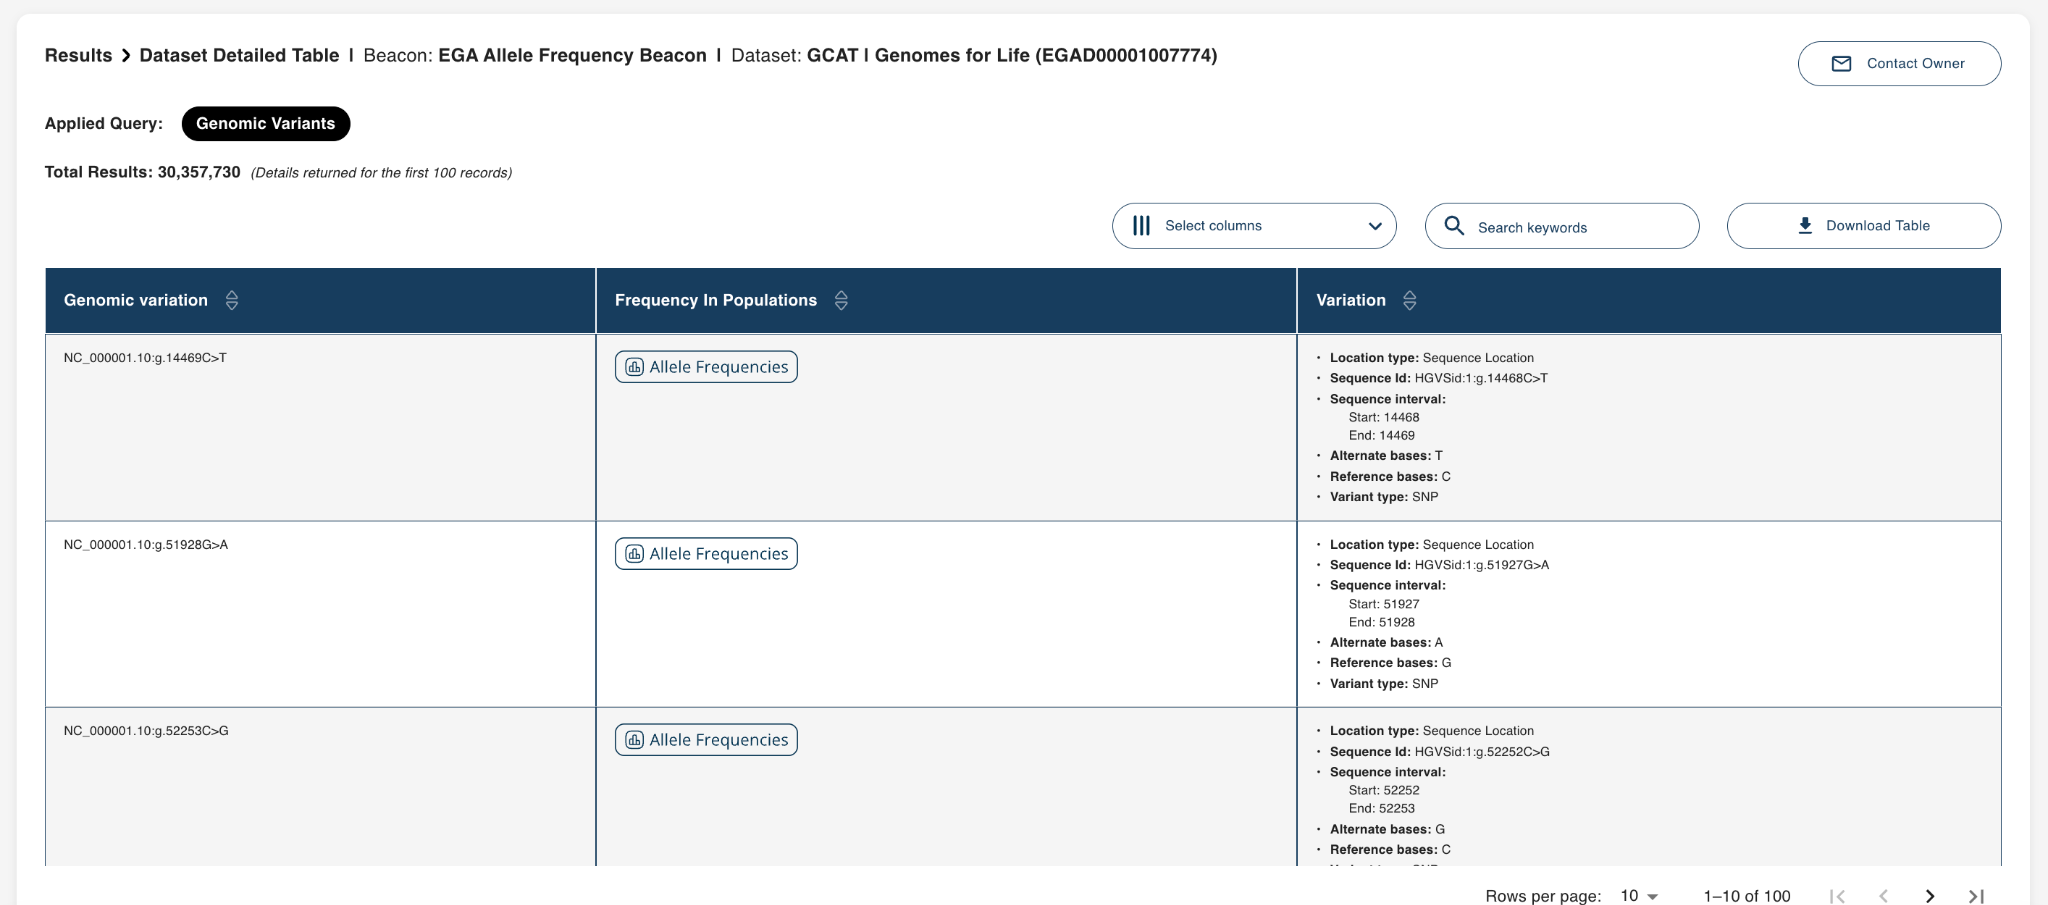 Results > Dataset Detailed Table | Beacon: EGA Allele Frequency Beacon | Dataset: GCAT | Genomes for Life (EGAD00001007774)
Contact Owner
Applied Query: Genomic Variants
Total Results: 30,357,730 (Details returned for the first 100 records)
Select columns
Search keywords
Download Table
Genomic variation
Frequency In Populations
Variation
NC_000001.10:g.14469C>T
Allele Frequencies
• Location type: Sequence Location
• Sequence Id: HGVSid:1:g.14468C>T
• Sequence interval:
Start: 14468
End: 14469
• Alternate bases: T
• Reference bases: C
• Variant type: SNP
NC_000001.10:g.51928G>A
Allele Frequencies
• Location type: Sequence Location
• Sequence Id: HGVSid:1:g.51927G>A
• Sequence interval:
Start: 51927
End: 51928
• Alternate bases: A
• Reference bases: G
• Variant type: SNP
NC_000001.10:g.52253C>G
Allele Frequencies
• Location type: Sequence Location
• Sequence Id: HGVSid:1:g.52252C>G
• Sequence interval:
Start: 52252
End: 52253
• Alternate bases: G
• Reference bases: C
Rows per page: 10
1–10 of 100